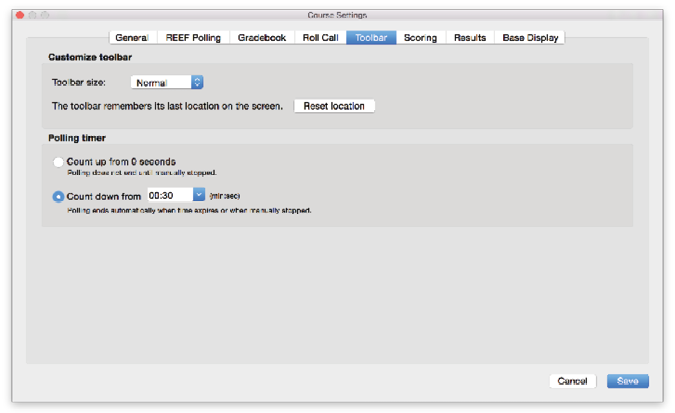 Course Settings
General REEF Polling Gradebook Roll Call Toolbar Scoring Results Base Display
Customize toolbar
Toolbar size: Normal
The toolbar remembers its last location on the screen. Reset location
Polling timer
Count up from 0 seconds
Polling does not end until manually stopped.
Count down from 00:30 (min:sec)
Polling ends automatically when time expires or when manually stopped.
Cancel Save